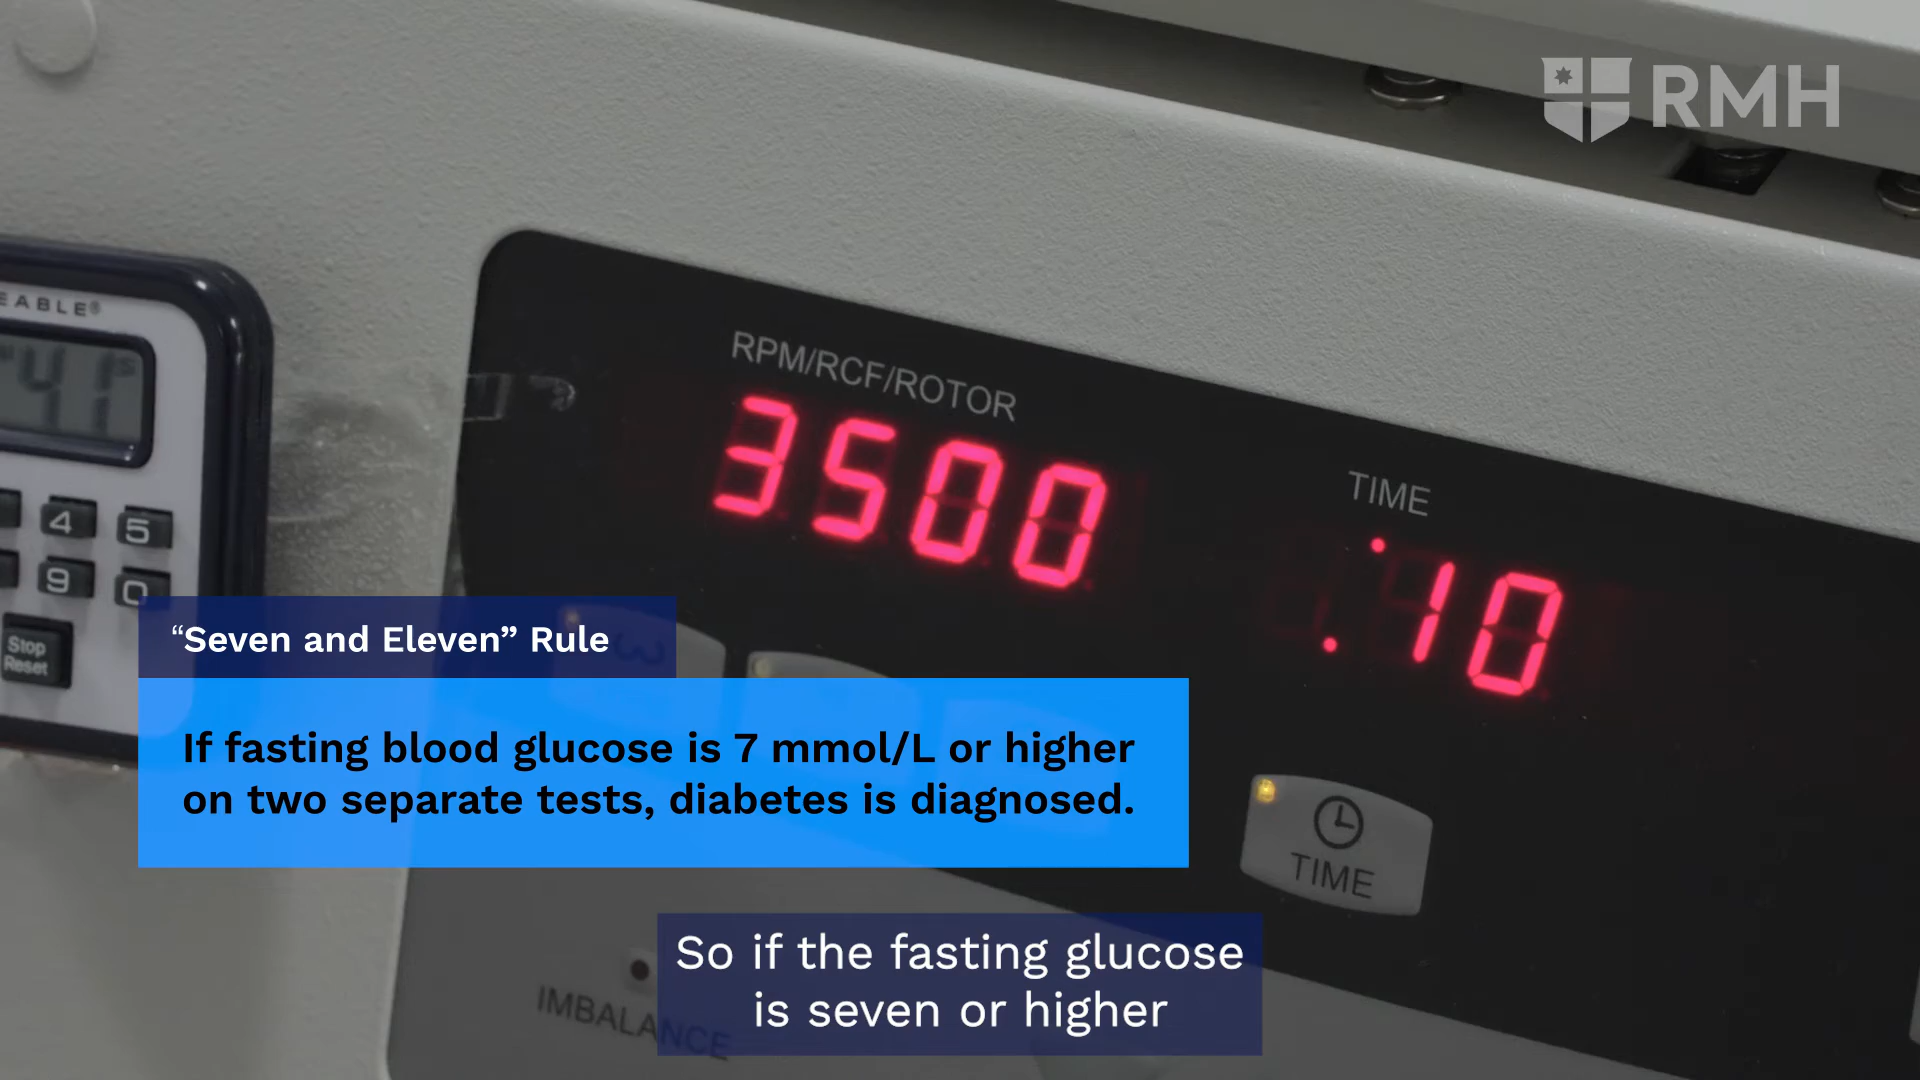 RMH
EABLE®
RPM/RCF/ROTOR
3500
TIME
10
4 5
9 0
Stop
Reset
“Seven and Eleven” Rule
If fasting blood glucose is 7 mmol/L or higher
on two separate tests, diabetes is diagnosed.
TIME
So if the fasting glucose
is seven or higher
IMBALANCE